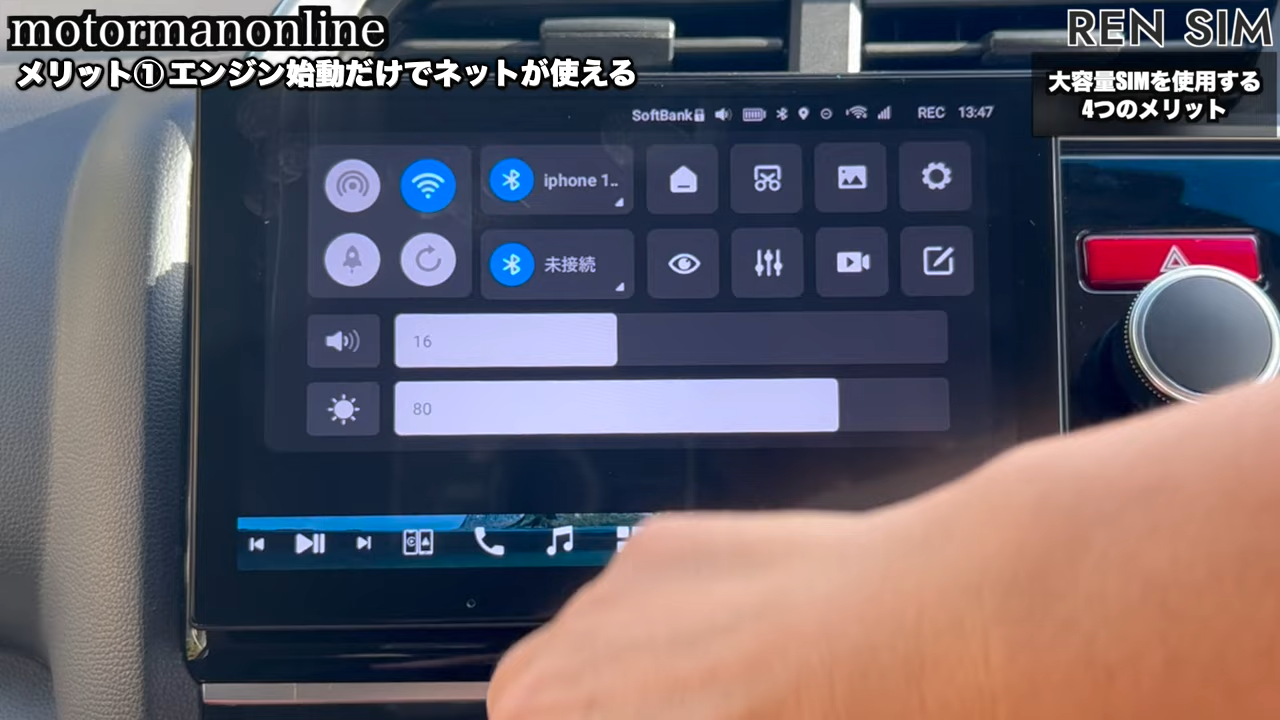 motormanonline
REN SIM
メリット①エンジン始動だけでネットが使える
大容量SIMを使用する
4つのメリット
SoftBank REC 13:47
iphone 1..
未接続
16
80